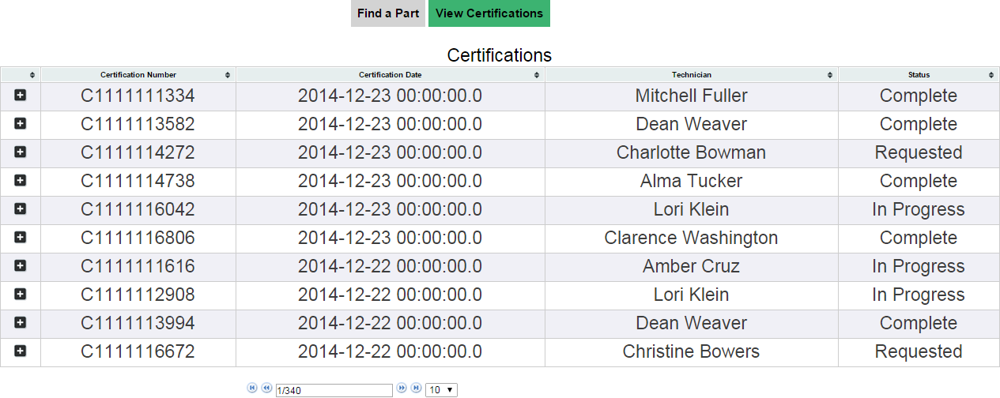 Find a Part View Certifications
Certifications
Certification Number Certification Date Technician Status
C1111111334 2014-12-23 00:00:00.0 Mitchell Fuller Complete
C1111113582 2014-12-23 00:00:00.0 Dean Weaver Complete
C1111114272 2014-12-23 00:00:00.0 Charlotte Bowman Requested
C1111114738 2014-12-23 00:00:00.0 Alma Tucker Complete
C1111116042 2014-12-23 00:00:00.0 Lori Klein In Progress
C1111116806 2014-12-23 00:00:00.0 Clarence Washington Complete
C1111111616 2014-12-22 00:00:00.0 Amber Cruz In Progress
C1111112908 2014-12-22 00:00:00.0 Lori Klein In Progress
C1111113994 2014-12-22 00:00:00.0 Dean Weaver Complete
C1111116672 2014-12-22 00:00:00.0 Christine Bowers Requested
1/340 10